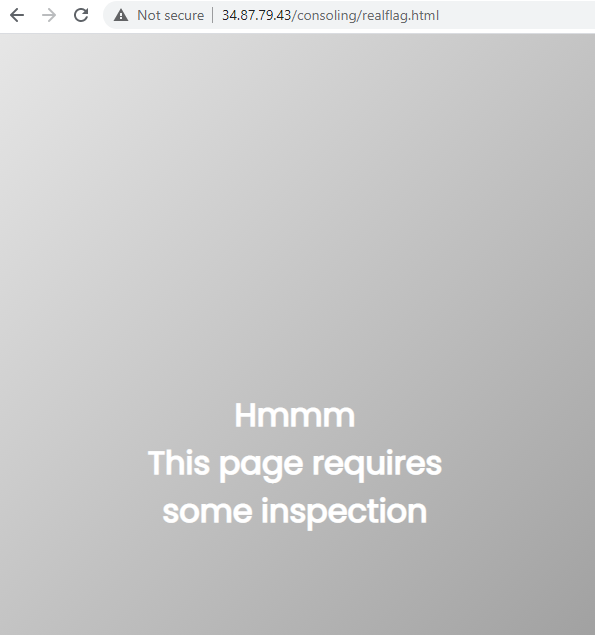 Not secure | 34.87.79.43/consoling/realflag.html
Hmmm
This page requires
some inspection